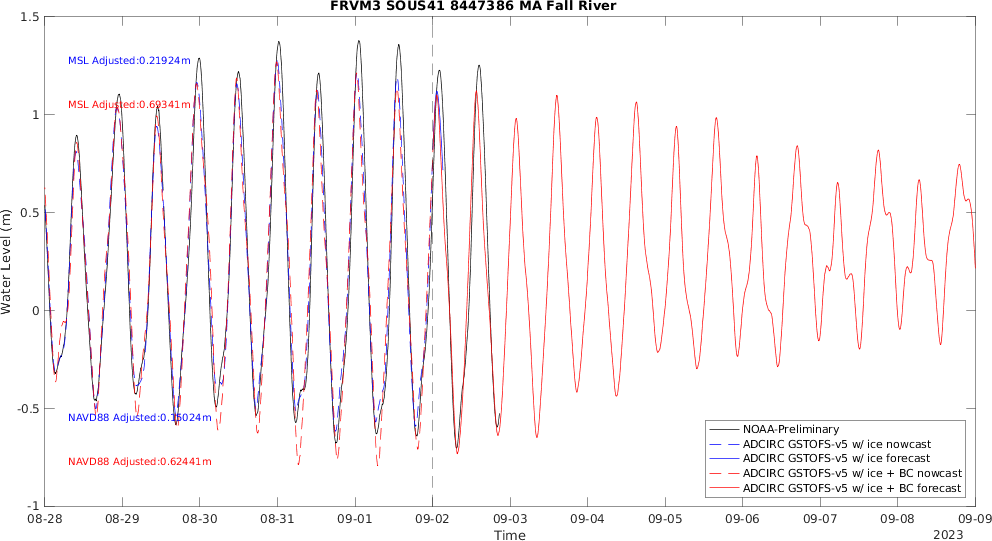 FRVM3 SOUS41 8447386 MA Fall River
1.5
1
0.5
0
-0.5
-1
Water Level (m)
MSL Adjusted:0.21924m
MSL Adjusted:0.69341m
NAVD88 Adjusted:0.15024m
NAVD88 Adjusted:0.62441m
NOAA-Preliminary
ADCIRC GSTOFS-v5 w/ ice nowcast
ADCIRC GSTOFS-v5 w/ ice forecast
ADCIRC GSTOFS-v5 w/ ice + BC nowcast
ADCIRC GSTOFS-v5 w/ ice + BC forecast
08-28 08-29 08-30 08-31 09-01 09-02 09-03 09-04 09-05 09-06 09-07 09-08 09-09
Time
2023